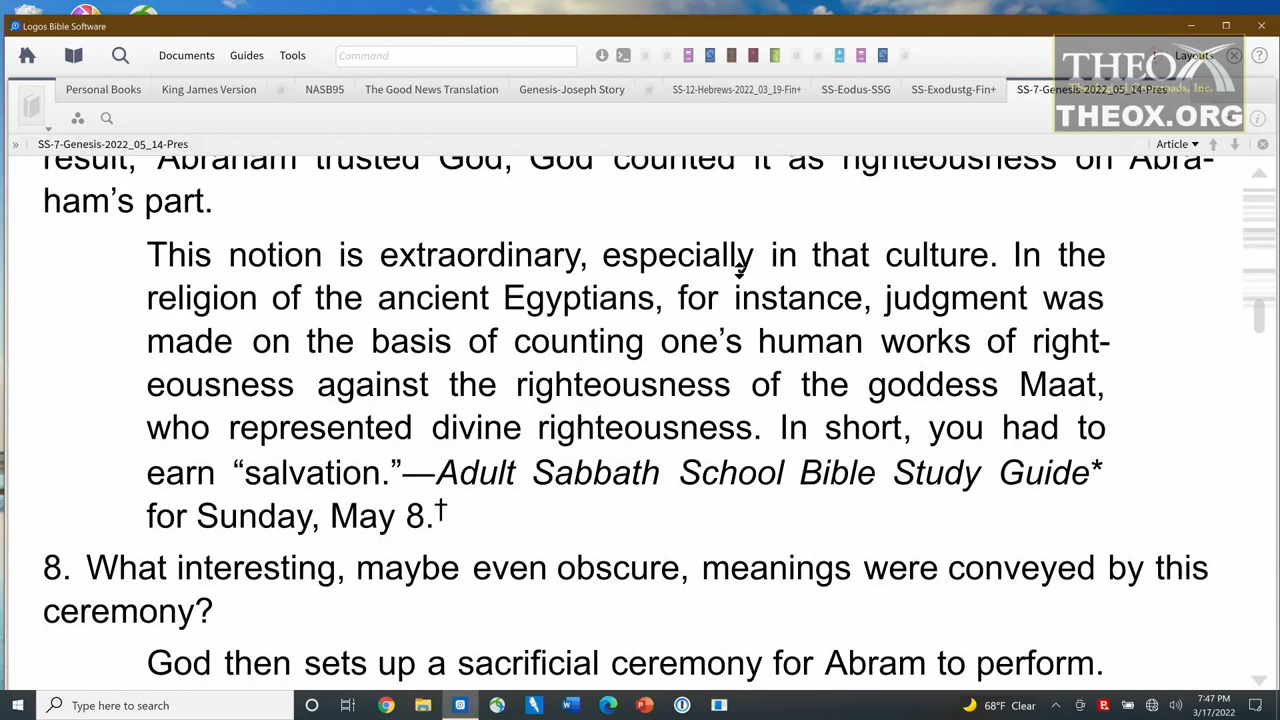 Logos Bible Software
Documents Guides Tools Command Layouts
THEOX
THEOX.ORG
Personal Books King James Version NASB95 The Good News Translation Genesis-Joseph Story SS-12-Hebrews-2022_03_19-Fin+ SS-Eodus-SSG SS-Exodustg-Fin+ SS-7-Genesis-2022_05_14-Pres
» SS-7-Genesis-2022_05_14-Pres Article
result, Abraham trusted God, God counted it as righteousness on Abra-
ham’s part.
This notion is extraordinary, especially in that culture. In the
religion of the ancient Egyptians, for instance, judgment was
made on the basis of counting one’s human works of right-
eousness against the righteousness of the goddess Maat,
who represented divine righteousness. In short, you had to
earn “salvation.”—Adult Sabbath School Bible Study Guide*
for Sunday, May 8.†
8. What interesting, maybe even obscure, meanings were conveyed by this
ceremony?
God then sets up a sacrificial ceremony for Abram to perform.
Type here to search 68°F Clear 7:47 PM
3/17/2022